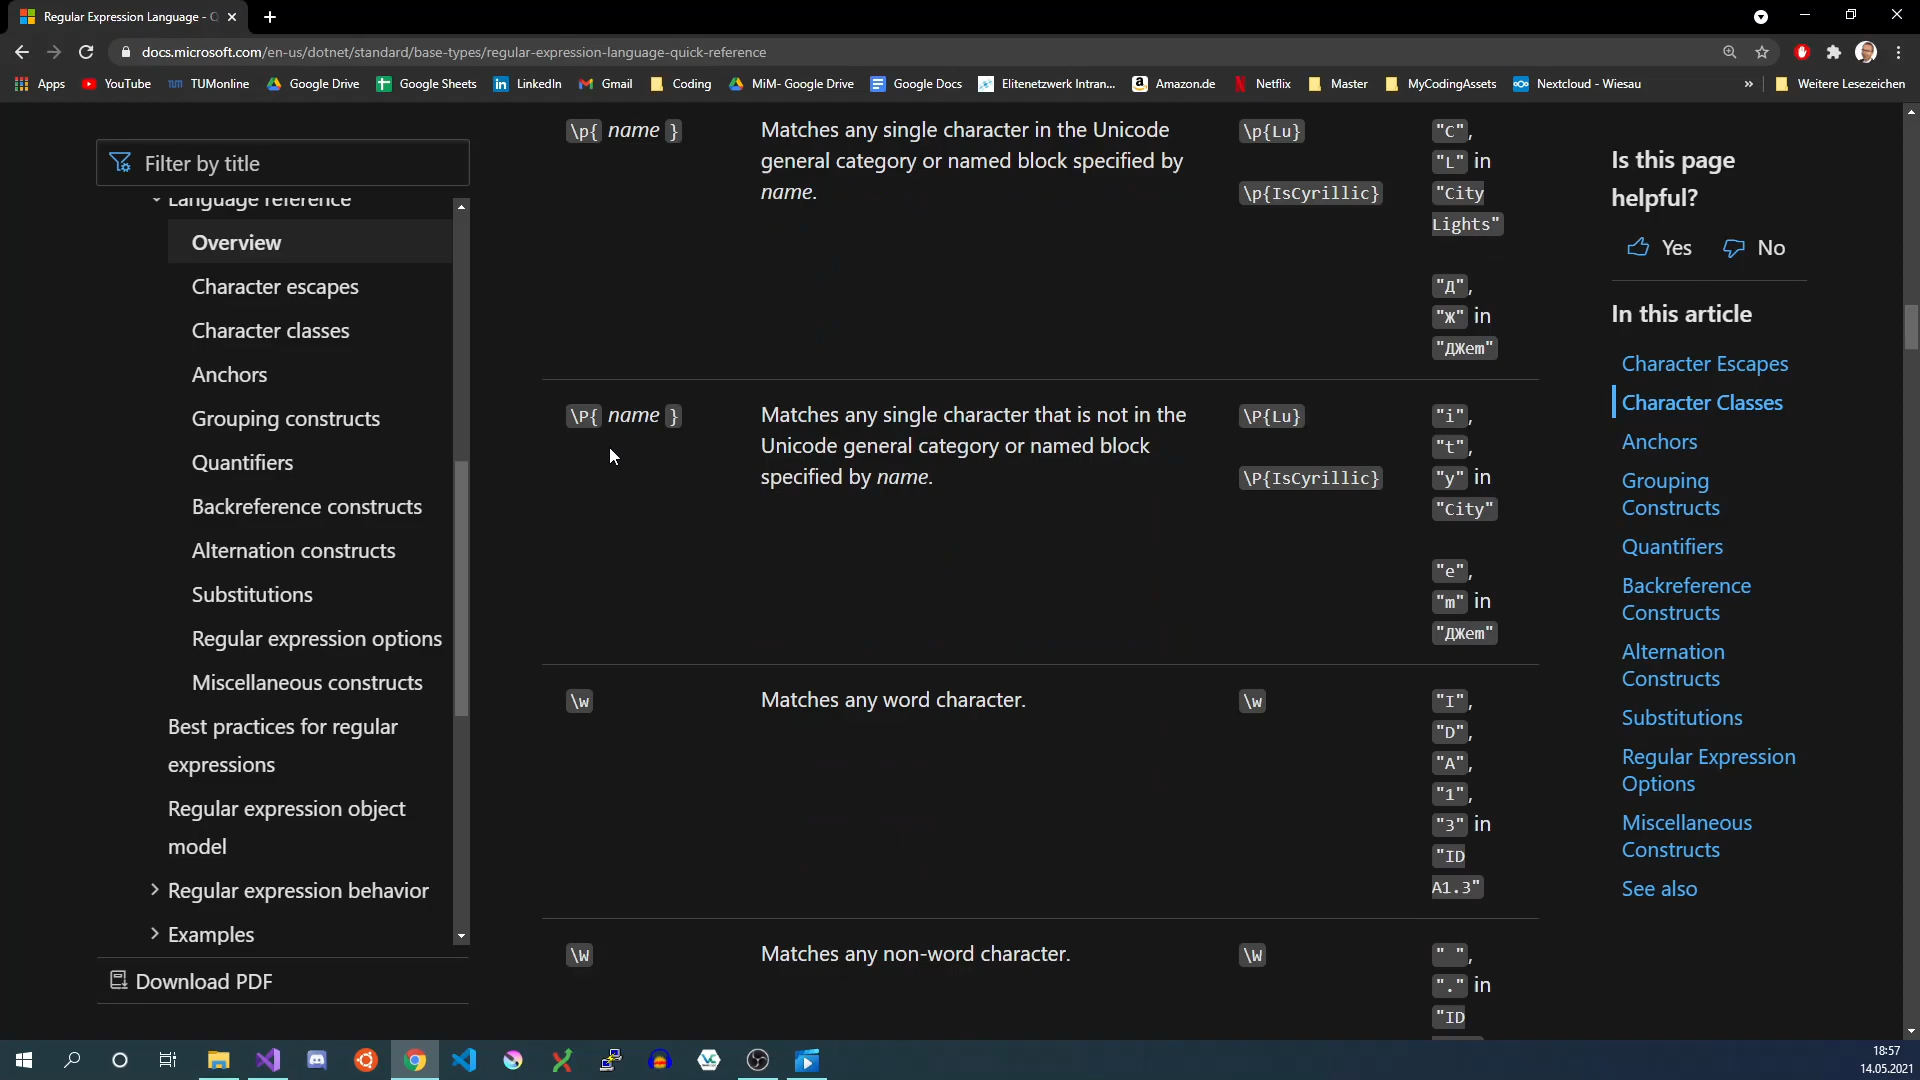 Regular Expression Language - Q
docs.microsoft.com/en-us/dotnet/standard/base-types/regular-expression-language-quick-reference
Apps YouTube TUMonline Google Drive Google Sheets LinkedIn Gmail Coding MiM- Google Drive Google Docs Elitenetzwerk Intran... Amazon.de Netflix Master MyCodingAssets Nextcloud - Wiesau » Weitere Lesezeichen
Filter by title
Language reference
Overview
Character escapes
Character classes
Anchors
Grouping constructs
Quantifiers
Backreference constructs
Alternation constructs
Substitutions
Regular expression options
Miscellaneous constructs
Best practices for regular
expressions
Regular expression object
model
Regular expression behavior
Examples
Download PDF
\p{ name }
Matches any single character in the Unicode
general category or named block specified by
name.
\p{Lu}
\p{IsCyrillic}
"C",
"L" in
"City
Lights"
"Д",
"Ж" in
"ДЖem"
\P{ name }
Matches any single character that is not in the
Unicode general category or named block
specified by name.
\P{Lu}
\P{IsCyrillic}
"i",
"t",
"y" in
"City"
"e",
"m" in
"ДЖem"
\w
Matches any word character.
\w
"I",
"D",
"A",
"1",
"3" in
"ID
A1.3"
\W
Matches any non-word character.
\W
" ",
"." in
"ID
Is this page
helpful?
Yes No
In this article
Character Escapes
Character Classes
Anchors
Grouping
Constructs
Quantifiers
Backreference
Constructs
Alternation
Constructs
Substitutions
Regular Expression
Options
Miscellaneous
Constructs
See also
18:57
14.05.2021